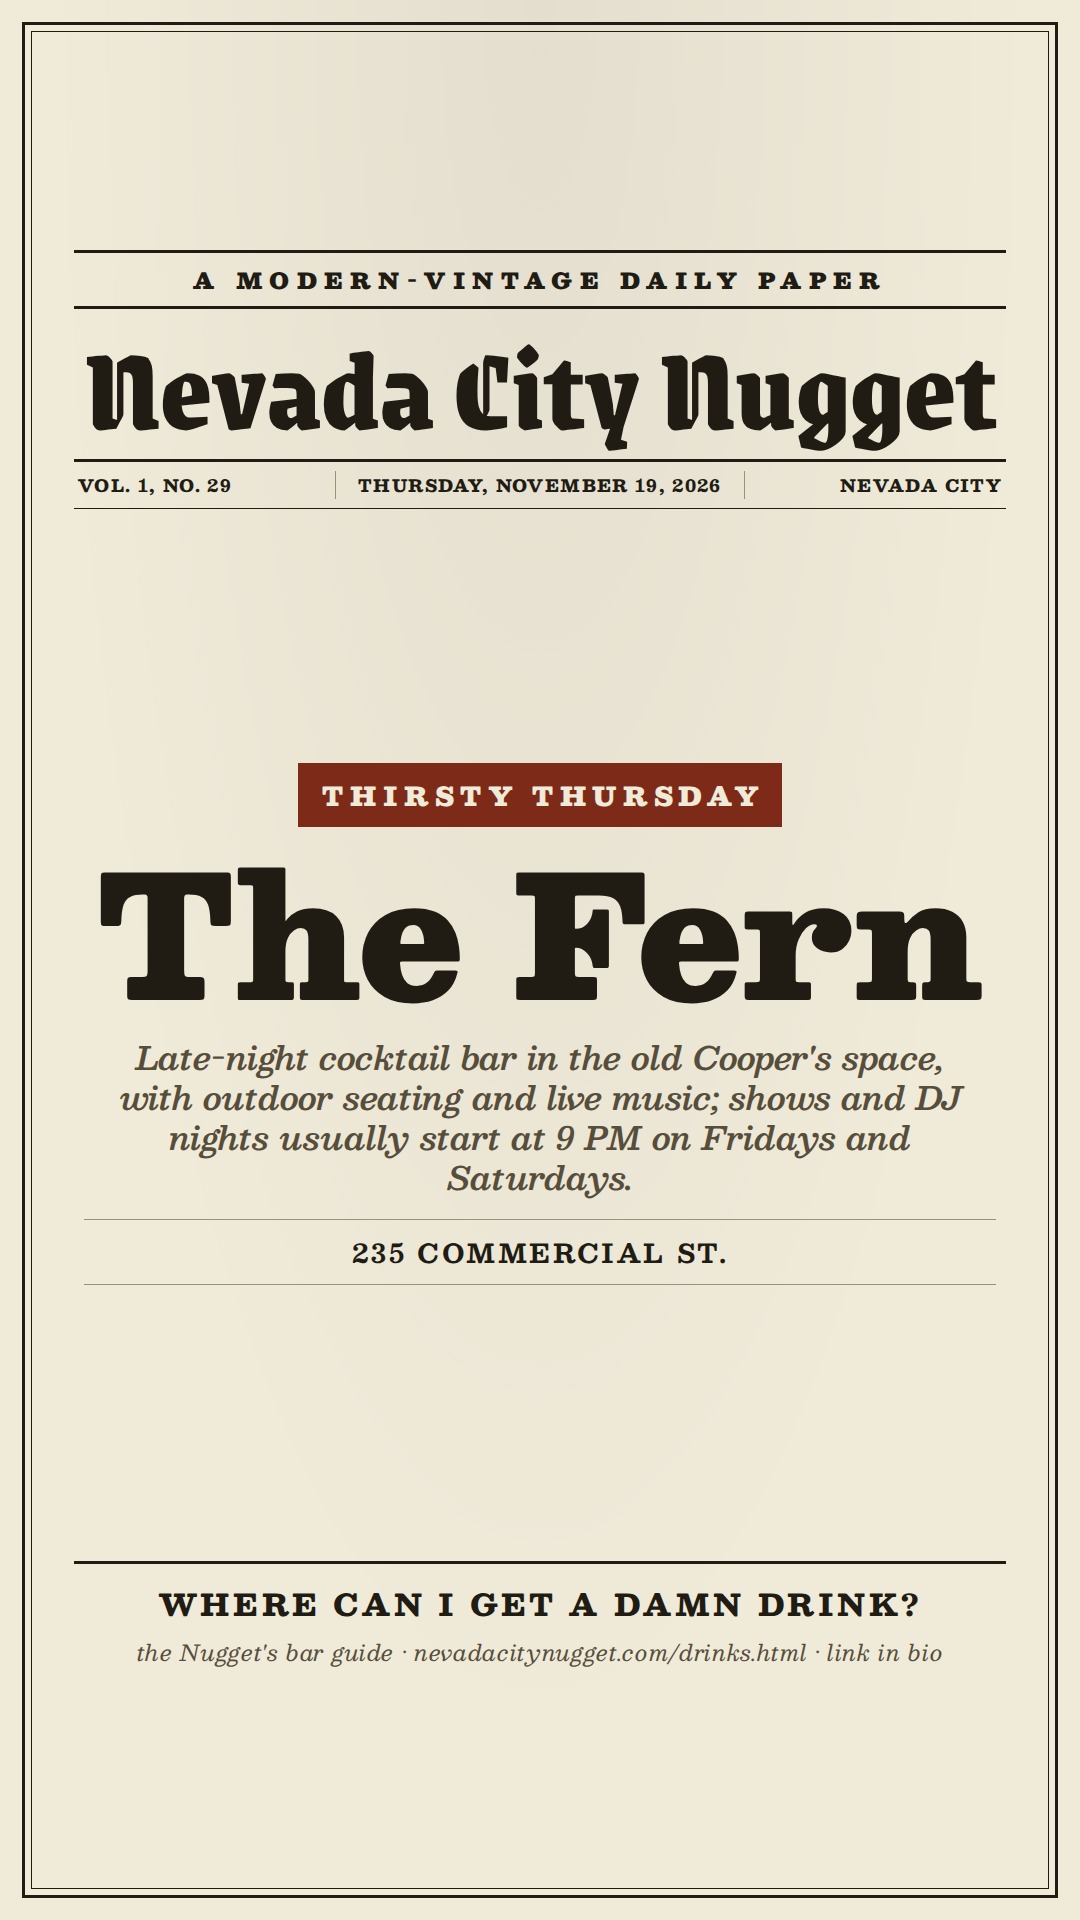 A MODERN-VINTAGE DAILY PAPER
Nevada City Nugget
VOL. 1, NO. 29
THURSDAY, NOVEMBER 19, 2026
NEVADA CITY
THIRSTY THURSDAY
The Fern
Late-night cocktail bar in the old Cooper's space,
with outdoor seating and live music; shows and DJ
nights usually start at 9 PM on Fridays and
Saturdays.
235 COMMERCIAL ST.
WHERE CAN I GET A DAMN DRINK?
the Nugget's bar guide · nevadacitynugget.com/drinks.html · link in bio